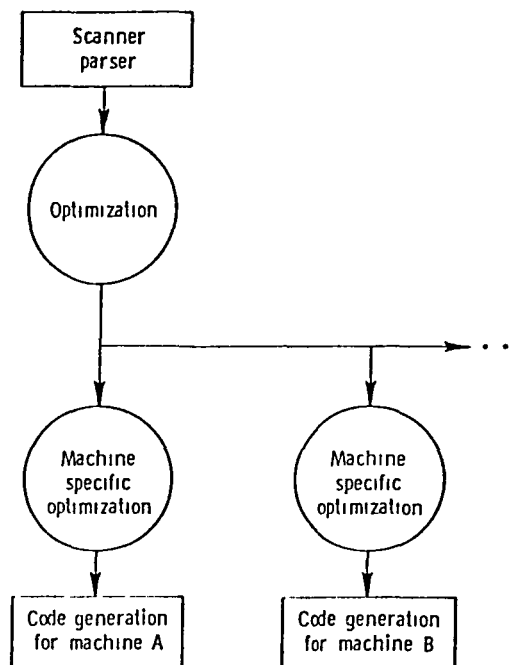 Scanner
parser
Optimization
Machine
specific
optimization
Machine
specific
optimization
Code generation
for machine A
Code generation
for machine B